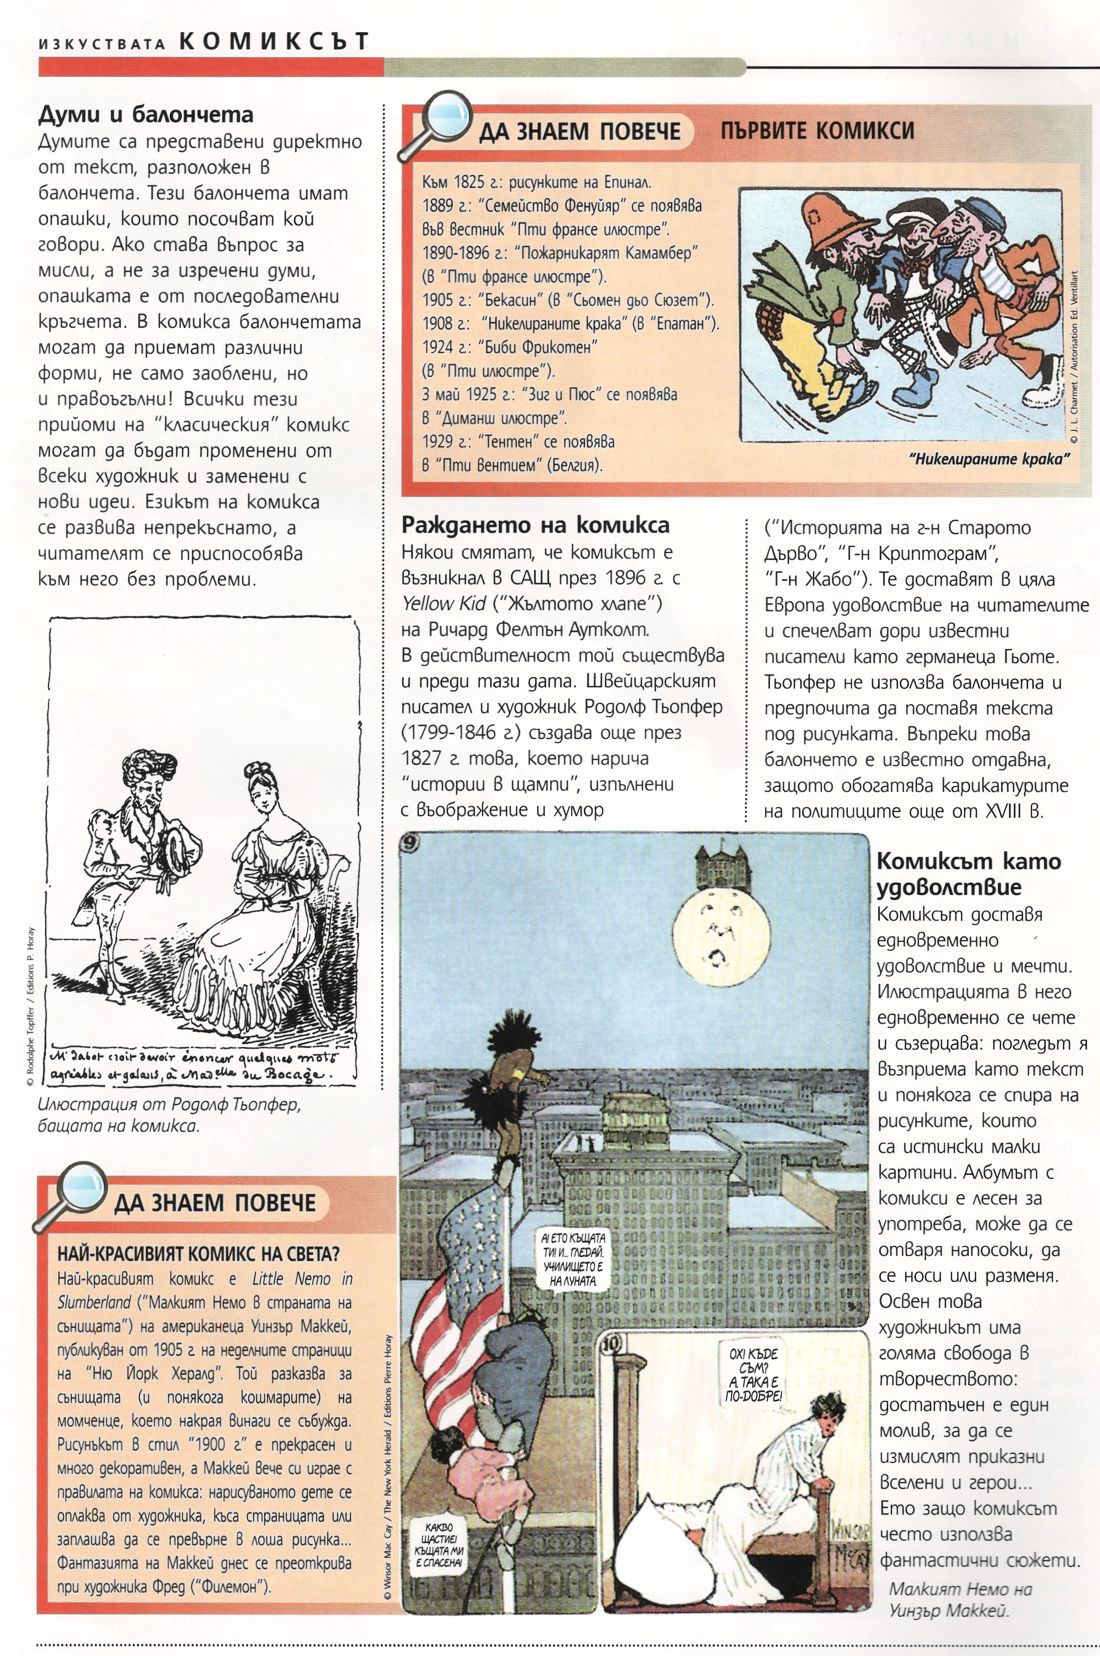 ИЗКУСТВАТА КОМИКСЪТ
Думи и балончета
Думите са представени директно
от текст, разположен в
балончета. Тези балончета имат
опашки, които посочват кой
говори. Ако става въпрос за
мисли, а не за изречени думи,
опашката е от последователни
кръгчета. В комикса балончетата
могат да приемат различни
форми, не само заоблени, но
и правоъгълни! Всички тези
прийоми на “класическия” комикс
могат да бъдат променени от
всеки художник и заменени с
нови идеи. Езикът на комикса
се развива непрекъснато, а
читателят се приспособява
към него без проблеми.
© Rodolphe Topffer / Editions P. Horay
Mr Jabot croit devoir énoncer quelques mots
agréables et galans, à Madelle du Bocage.
Илюстрация от Родолф Тьопфер,
бащата на комикса.
ДА ЗНАЕМ ПОВЕЧЕ
НАЙ-КРАСИВИЯТ КОМИКС НА СВЕТА?
Най-красивият комикс е Little Nemo in
Slumberland (“Малкият Немо в страната на
сънищата”) на американеца Уинзър Маккей,
публикуван от 1905 г. на неделните страници
на “Ню Йорк Хералд”. Той разказва за
сънищата (и понякога кошмарите) на
момченце, което накрая винаги се събужда.
Рисунъкът в стил “1900 г.” е прекрасен и
много декоративен, а Маккей вече си играе с
правилата на комикса: нарисуваното дете се
оплаква от художника, къса страницата или
заплашва да се превърне в лоша рисунка...
Фантазията на Маккей днес се преоткрива
при художника Фред (“Филемон”).
ДА ЗНАЕМ ПОВЕЧЕ
ПЪРВИТЕ КОМИКСИ
Към 1825 г.: рисунките на Епинал.
1889 г.: “Семейство Фенуйяр” се появява
във вестник “Пти франсе илюстре”.
1890-1896 г.: “Пожарникарят Камамбер”
(в “Пти франсе илюстре”).
1905 г.: “Бекасин” (в “Сьомен дьо Сюзет”).
1908 г.: “Никелираните крака” (в “Епатан”).
1924 г.: “Биби Фрикотен”
(в “Пти илюстре”).
3 май 1925 г.: “Зиг и Пюс” се появява
в “Диманш илюстре”.
1929 г.: “Тентен” се появява
в “Пти вентием” (Белгия).
© J. L. Charmet / Autorisation Ed. Ventillart
“Никелираните крака”
Раждането на комикса
Някои смятат, че комиксът е
възникнал в САЩ през 1896 г. с
Yellow Kid (“Жълтото хлапе”)
на Ричард Фелтън Аутколт.
В действителност той съществува
и преди тази дата. Швейцарският
писател и художник Родолф Тьопфер
(1799-1846 г.) създава още през
1827 г. това, което нарича
“истории в щампи”, изпълнени
с въображение и хумор
(“Историята на г-н Старото
Дърво”, “Г-н Криптограм”,
“Г-н Жабо”). Те доставят в цяла
Европа удоволствие на читателите
и спечелват дори известни
писатели като германеца Гьоте.
Тьопфер не използва балончета и
предпочита да поставя текста
под рисунката. Въпреки това
балончето е известно отдавна,
защото обогатява карикатурите
на политиците още от XVIII в.
9
А! ЕТО КЪЩАТА
ТИ! И.. ГЛЕДАЙ.
УЧИЛИЩЕТО Е
НА ЛУНАТА
КАКВО
ЩАСТИЕ!
КЪЩАТА МИ
Е СПАСЕНА!
10
ОХ! КЪДЕ
СЪМ?
А, ТАКА Е
ПО-ДОБРЕ!
WINSOR
McCAY
© Winsor Mac Cay / The New York Herald / Editions Pierre Horay
Комиксът като
удоволствие
Комиксът доставя
едновременно
удоволствие и мечти.
Илюстрацията в него
едновременно се чете
и съзерцава: погледът я
възприема като текст
и понякога се спира на
рисунките, които
са истински малки
картини. Албумът с
комикси е лесен за
употреба, може да се
отваря напосоки, да
се носи или разменя.
Освен това
художникът има
голяма свобода в
творчеството:
достатъчен е един
молив, за да се
измислят приказни
вселени и герои...
Ето защо комиксът
често използва
фантастични сюжети.
Малкият Немо на
Уинзър Маккей.